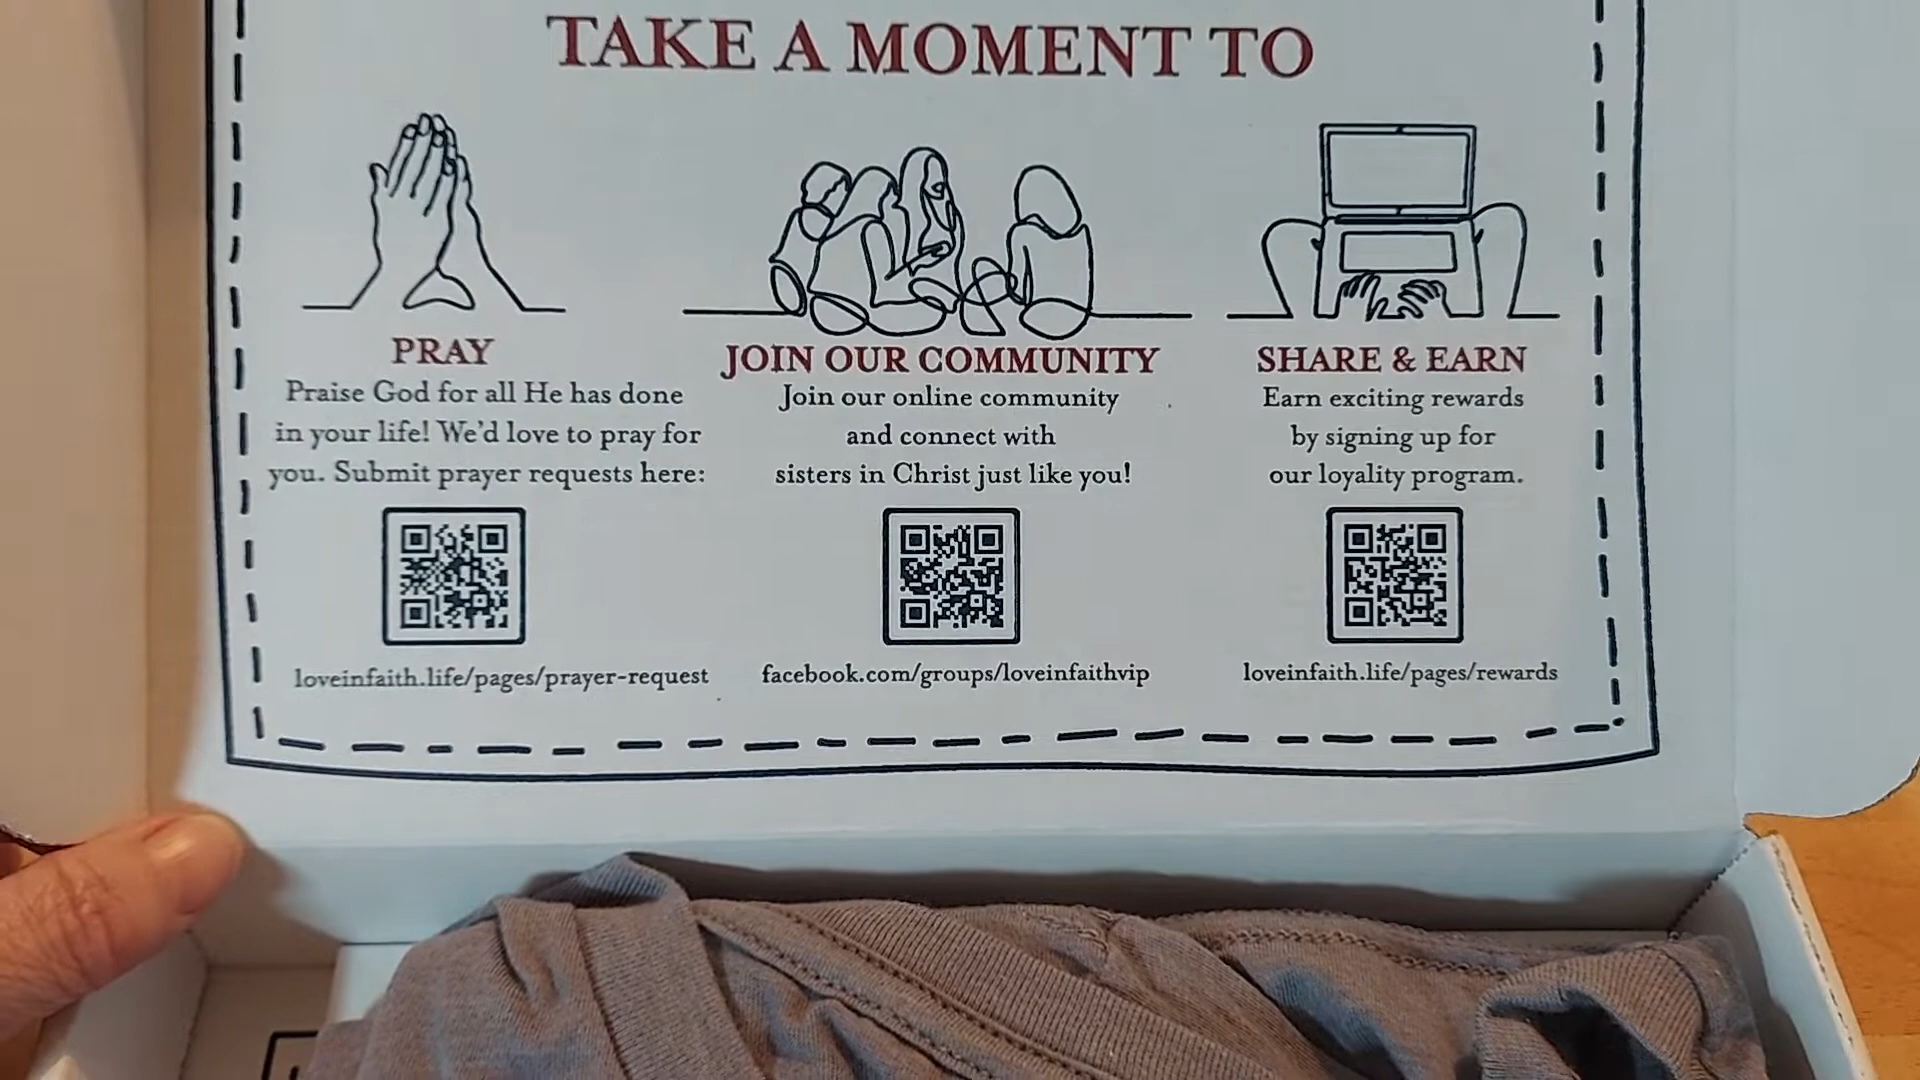 TAKE A MOMENT TO
PRAY
Praise God for all He has done
in your life! We'd love to pray for
you. Submit prayer requests here:
loveinfaith.life/pages/prayer-request
JOIN OUR COMMUNITY
Join our online community
and connect with
sisters in Christ just like you!
facebook.com/groups/loveinfaithvip
SHARE & EARN
Earn exciting rewards
by signing up for
our loyality program.
loveinfaith.life/pages/rewards